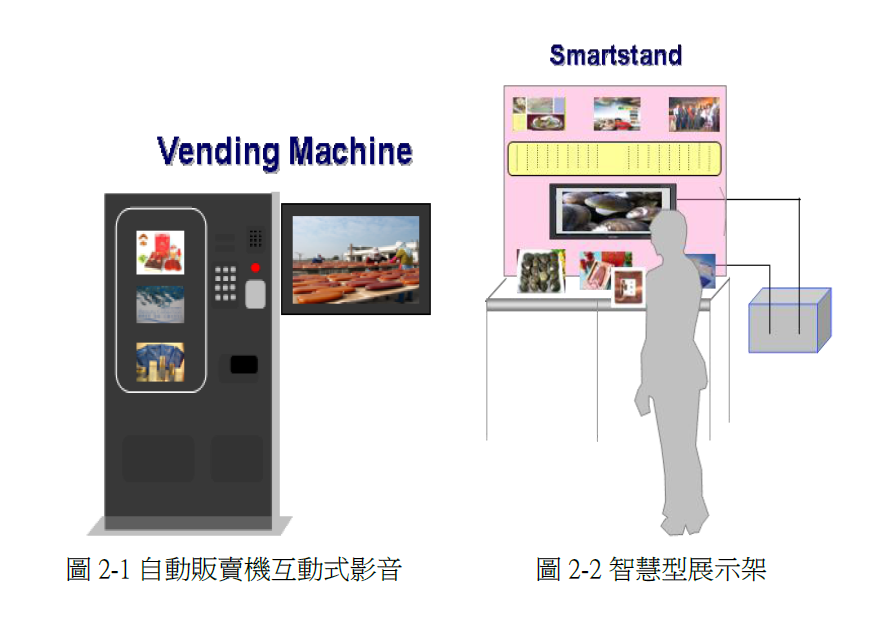 Smartstand
Vending Machine
圖 2-1 自動販賣機互動式影音
圖 2-2 智慧型展示架